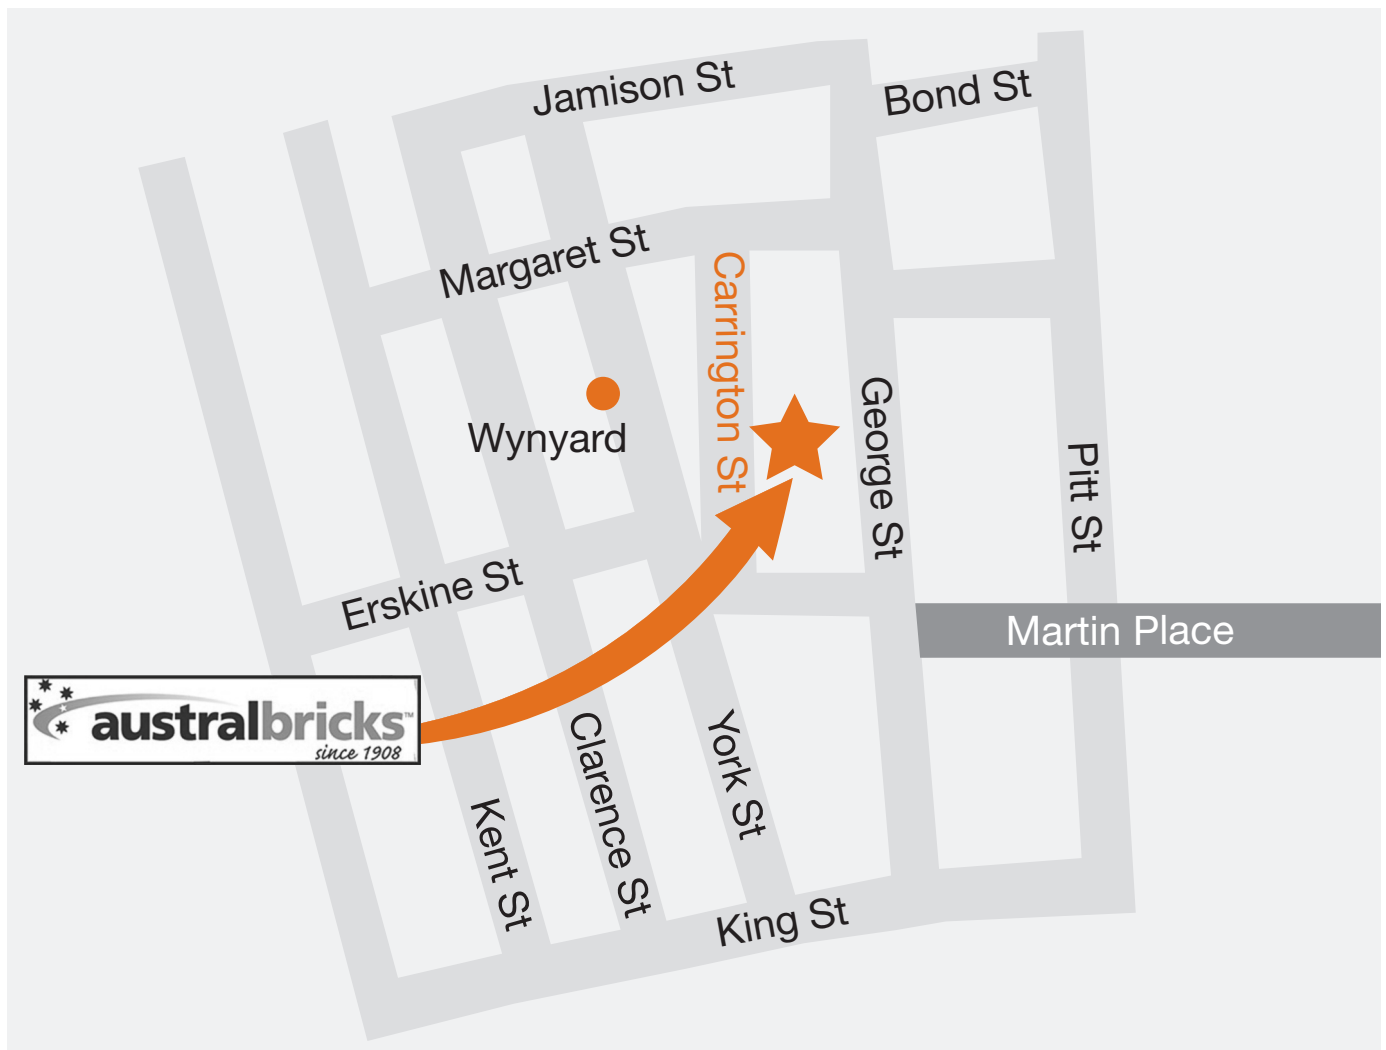 Jamison St
Bond St
Margaret St
Carrington St
Wynyard
George St
Pitt St
Erskine St
Martin Place
australbricks™
since 1908
Clarence St
York St
Kent St
King St